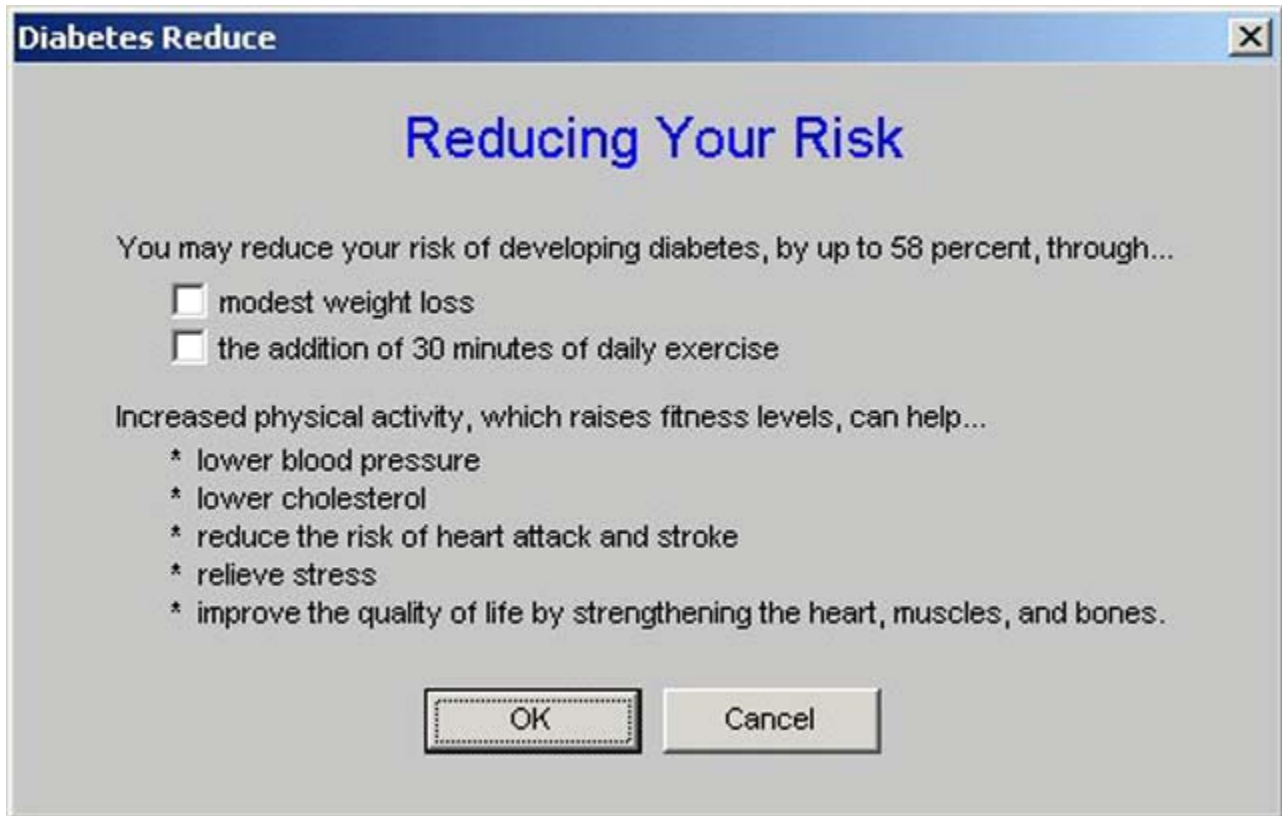 Diabetes Reduce
Reducing Your Risk
You may reduce your risk of developing diabetes, by up to 58 percent, through...
modest weight loss
the addition of 30 minutes of daily exercise
Increased physical activity, which raises fitness levels, can help...
* lower blood pressure
* lower cholesterol
* reduce the risk of heart attack and stroke
* relieve stress
* improve the quality of life by strengthening the heart, muscles, and bones.
OK Cancel